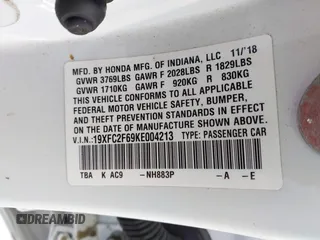 MFD. BY HONDA MFG. OF INDIANA, LLC 11/'18
GVWR 3769LBS GAWR F 2028LBS R 1829LBS
GVWR 1710KG GAWR F 920KG R 830KG
THIS VEHICLE CONFORMS TO ALL APPLICABLE
FEDERAL MOTOR VEHICLE SAFETY, BUMPER,
AND THEFT PREVENTION STANDARDS IN EFFECT
ON THE DATE OF MANUFACTURE SHOWN ABOVE.
V.I.N.:19XFC2F69KE004213 TYPE: PASSENGER CAR
TBA K AC9 -NH883P -A -E
AUTOBIDMASTER